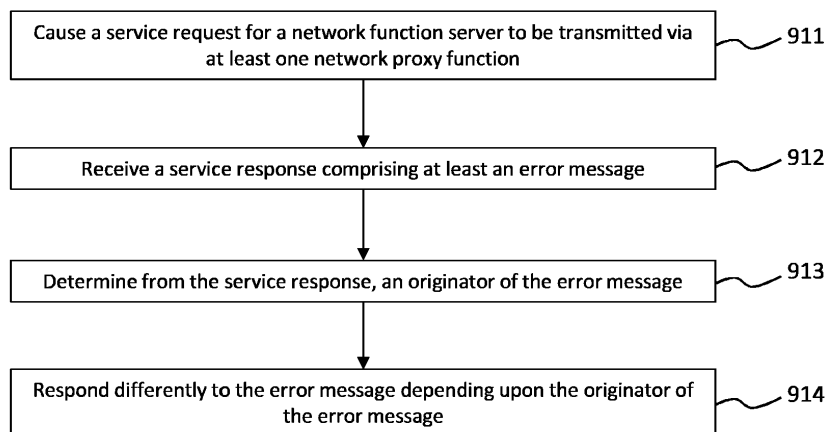 Cause a service request for a network function server to be transmitted via
at least one network proxy function
911
Receive a service response comprising at least an error message
912
Determine from the service response, an originator of the error message
913
Respond differently to the error message depending upon the originator of
the error message
914